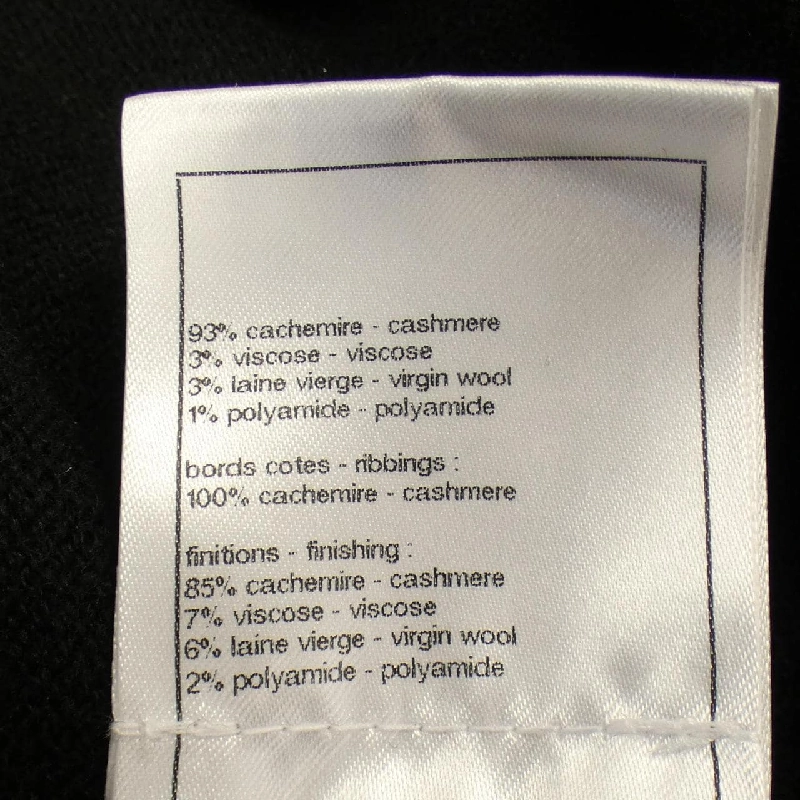 93% cachemire - cashmere
3% viscose - viscose
3% laine vierge - virgin wool
1% polyamide - polyamide
bords cotes - ribbings :
100% cachemire - cashmere
finitions - finishing :
85% cachemire - cashmere
7% viscose - viscose
6% laine vierge - virgin wool
2% polyamide - polyamide